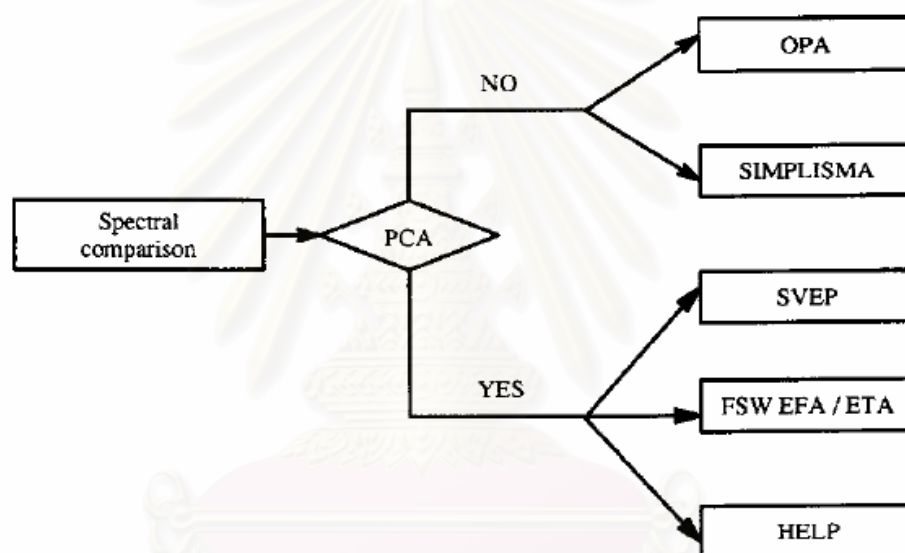 OPA
NO
SIMPLISMA
Spectral
comparison
PCA
SVEP
YES
FSW EFA / ETA
HELP